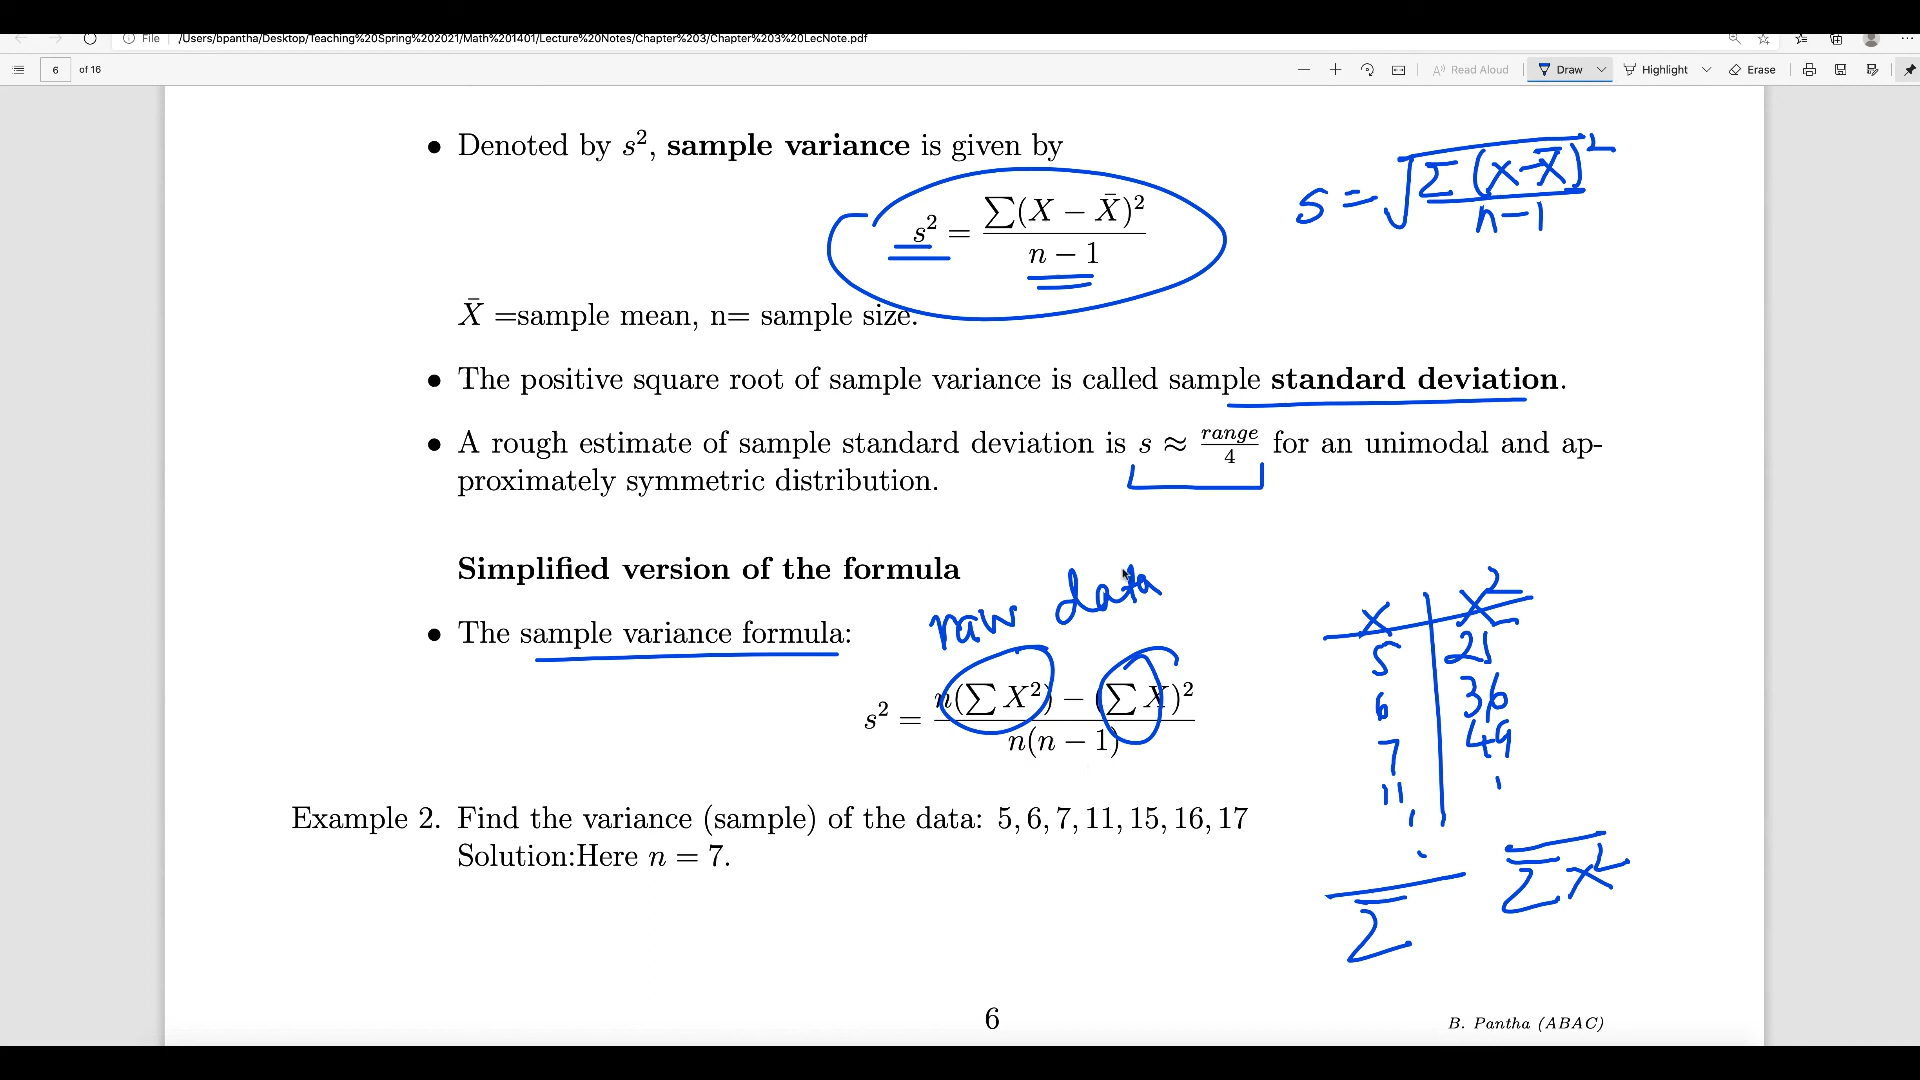 File /Users/bpantha/Desktop/Teaching%20Spring%202021/Math%201401/Lecture%20Notes/Chapter%203/Chapter%203%20LecNote.pdf
6 of 16 Read Aloud Draw Highlight Erase
• Denoted by s², sample variance is given by
s² = ∑(X − X̄)² / (n − 1)
s = √(Σ(x−x̄)² / (n−1))
X̄ =sample mean, n= sample size.
• The positive square root of sample variance is called sample standard deviation.
• A rough estimate of sample standard deviation is s ≈ range/4 for an unimodal and ap-
proximately symmetric distribution.
Simplified version of the formula
raw data
• The sample variance formula:
s² = (n(∑ X²) − (∑ X)²) / (n(n − 1))
x x²
5 25
6 36
7 49
11
Σ Σx²
Example 2. Find the variance (sample) of the data: 5, 6, 7, 11, 15, 16, 17
Solution:Here n = 7.
6
B. Pantha (ABAC)